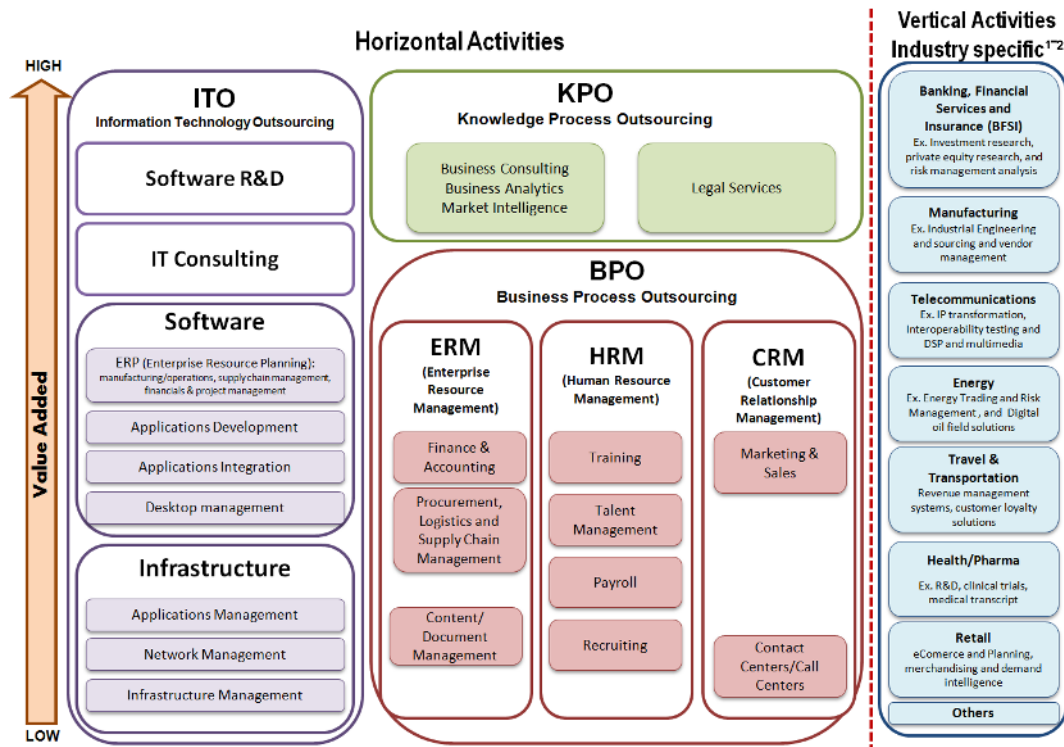 Horizontal Activities
Vertical Activities
Industry specific¹⁻²
HIGH
Value Added
LOW
ITO
Information Technology Outsourcing
Software R&D
IT Consulting
Software
ERP (Enterprise Resource Planning):
manufacturing/operations, supply chain management,
financials & project management
Applications Development
Applications Integration
Desktop management
Infrastructure
Applications Management
Network Management
Infrastructure Management
KPO
Knowledge Process Outsourcing
Business Consulting
Business Analytics
Market Intelligence
Legal Services
BPO
Business Process Outsourcing
ERM
(Enterprise
Resource
Management)
Finance &
Accounting
Procurement,
Logistics and
Supply Chain
Management
Content/
Document
Management
HRM
(Human Resource
Management)
Training
Talent
Management
Payroll
Recruiting
CRM
(Customer
Relationship
Management)
Marketing &
Sales
Contact
Centers/Call
Centers
Banking, Financial
Services and
Insurance (BFSI)
Ex. Investment research,
private equity research, and
risk management analysis
Manufacturing
Ex. Industrial Engineering
and sourcing and vendor
management
Telecommunications
Ex. IP transformation,
Interoperability testing and
DSP and multimedia
Energy
Ex. Energy Trading and Risk
Management , and Digital
oil field solutions
Travel &
Transportation
Revenue management
systems, customer loyalty
solutions
Health/Pharma
Ex. R&D, clinical trials,
medical transcript
Retail
eComerce and Planning,
merchandising and demand
intelligence
Others